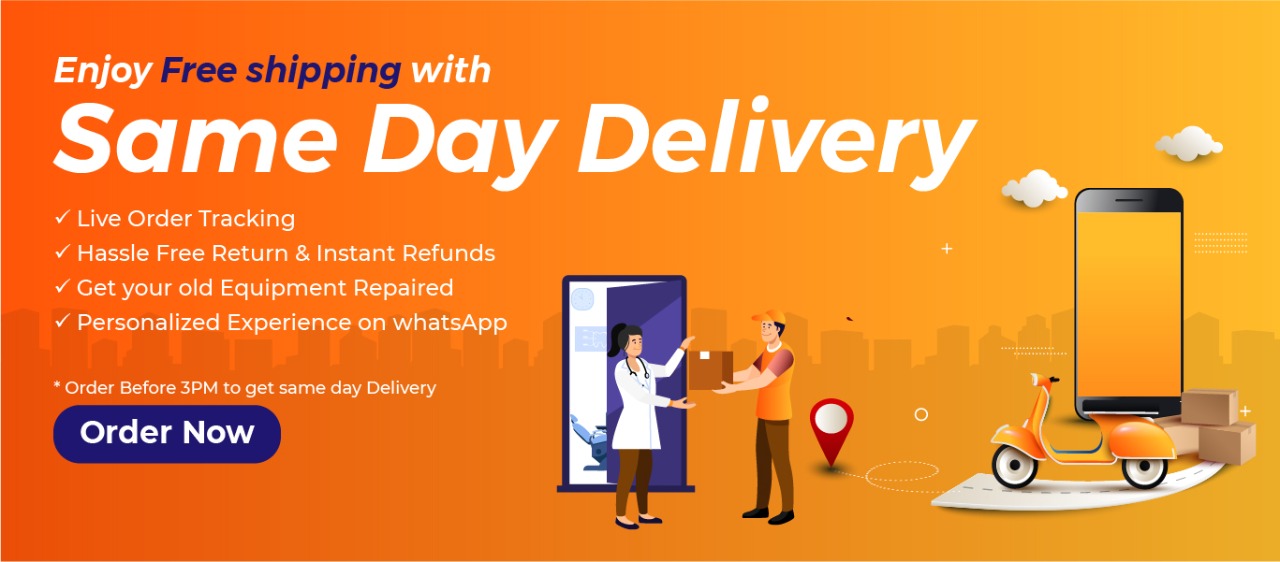 Enjoy Free shipping with
Same Day Delivery
✓ Live Order Tracking
✓ Hassle Free Return & Instant Refunds
✓ Get your old Equipment Repaired
✓ Personalized Experience on whatsApp
* Order Before 3PM to get same day Delivery
Order Now